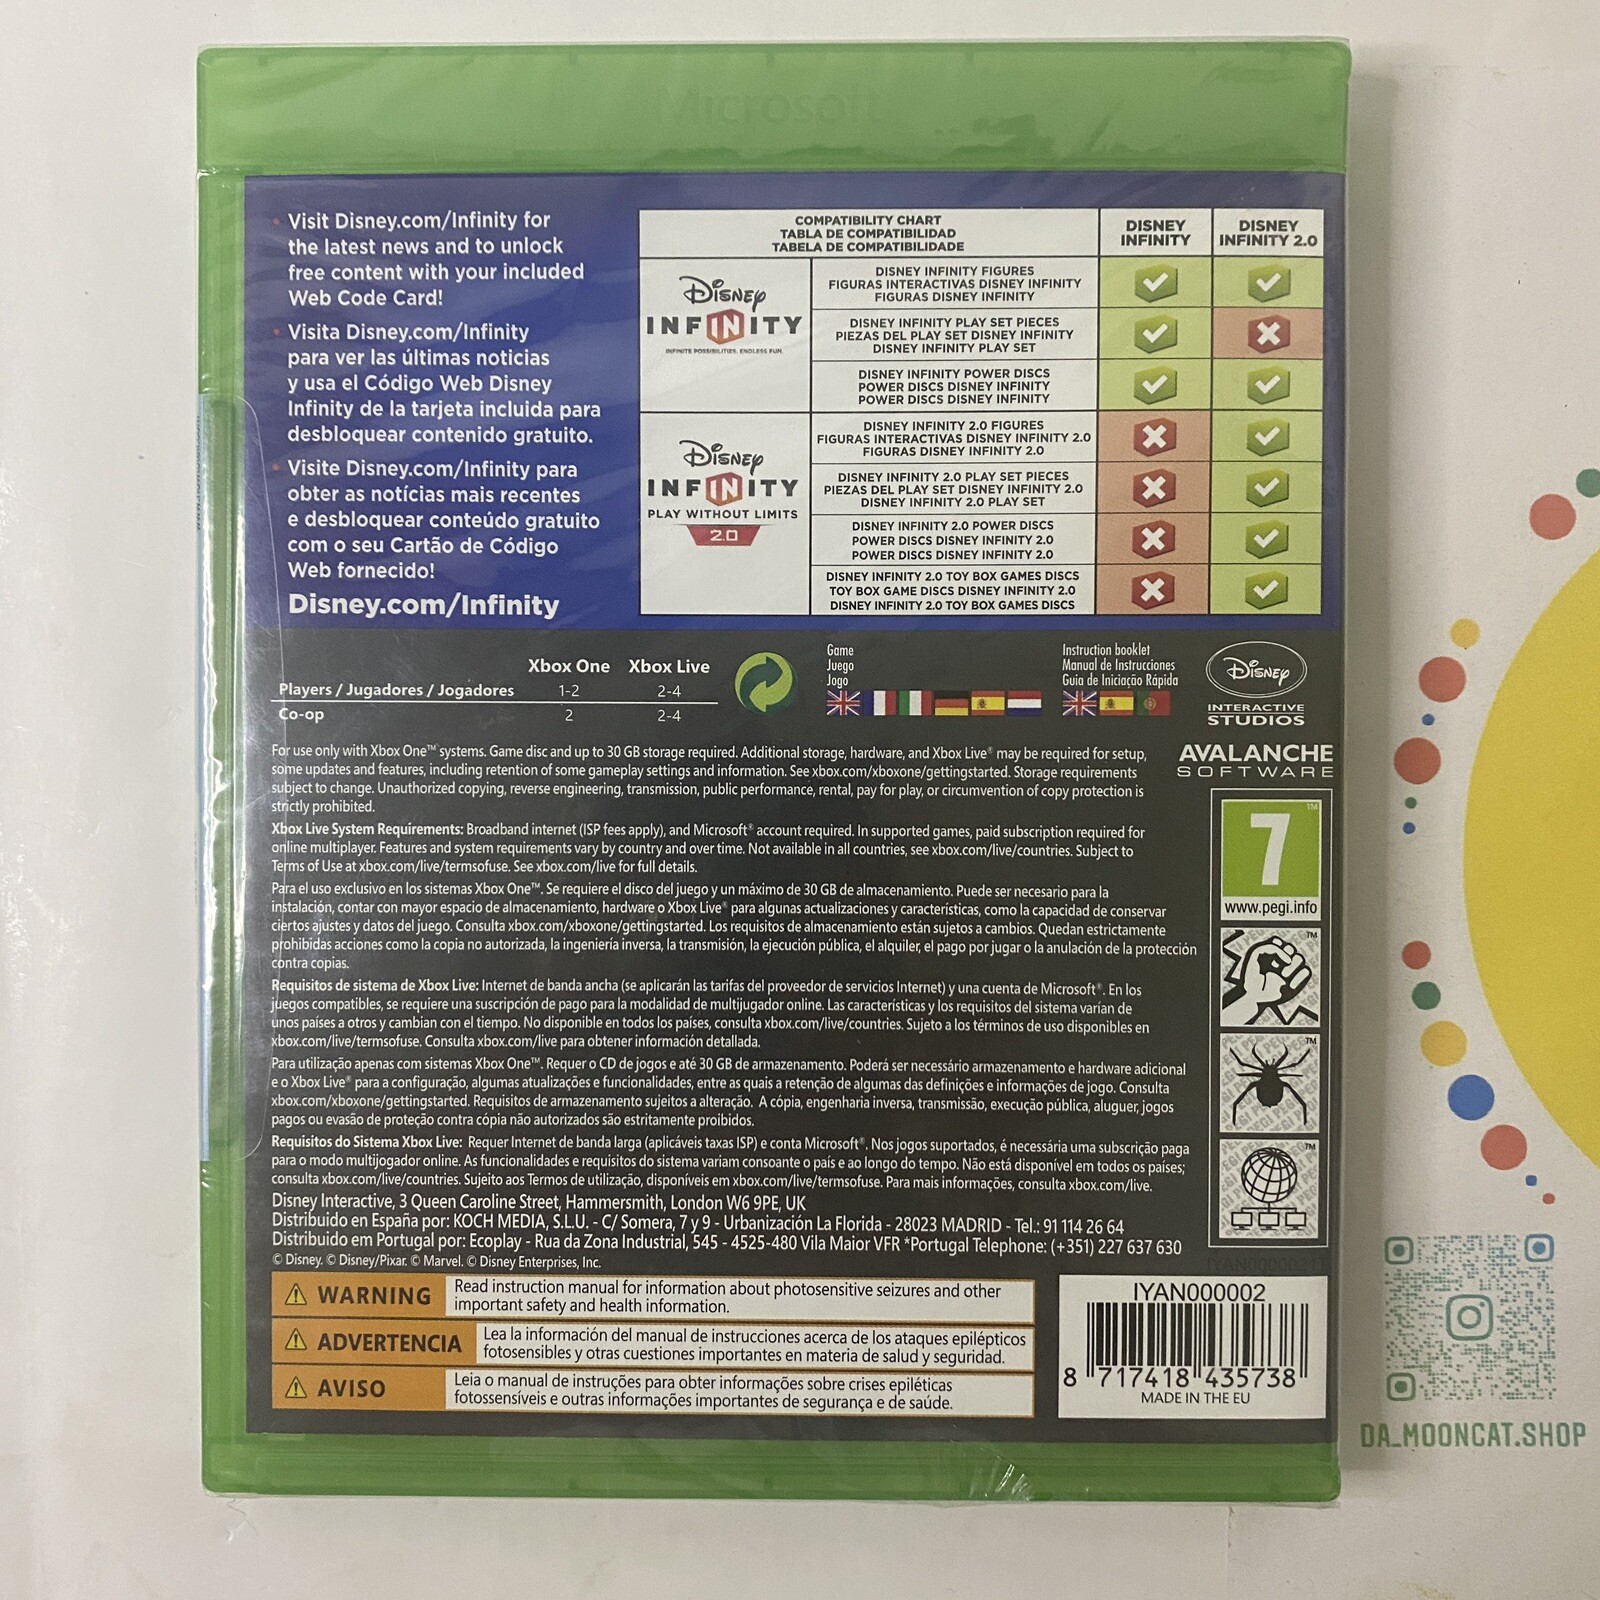 Microsoft
• Visit Disney.com/Infinity for
the latest news and to unlock
free content with your included
Web Code Card!
• Visita Disney.com/Infinity
para ver las últimas noticias
y usa el Código Web Disney
Infinity de la tarjeta incluida para
desbloquear contenido gratuito.
• Visite Disney.com/Infinity para
obter as notícias mais recentes
e desbloquear conteúdo gratuito
com o seu Cartão de Código
Web fornecido!
Disney.com/Infinity
COMPATIBILITY CHART
TABLA DE COMPATIBILIDAD
TABELA DE COMPATIBILIDADE
DISNEY
INFINITY
DISNEY
INFINITY 2.0
Disney
INFINITY
INFINITE POSSIBILITIES. ENDLESS FUN.
DISNEY INFINITY FIGURES
FIGURAS INTERACTIVAS DISNEY INFINITY
FIGURAS DISNEY INFINITY
DISNEY INFINITY PLAY SET PIECES
PIEZAS DEL PLAY SET DISNEY INFINITY
DISNEY INFINITY PLAY SET
DISNEY INFINITY POWER DISCS
POWER DISCS DISNEY INFINITY
POWER DISCS DISNEY INFINITY
Disney
INFINITY
PLAY WITHOUT LIMITS
2.0
DISNEY INFINITY 2.0 FIGURES
FIGURAS INTERACTIVAS DISNEY INFINITY 2.0
FIGURAS DISNEY INFINITY 2.0
DISNEY INFINITY 2.0 PLAY SET PIECES
PIEZAS DEL PLAY SET DISNEY INFINITY 2.0
DISNEY INFINITY 2.0 PLAY SET
DISNEY INFINITY 2.0 POWER DISCS
POWER DISCS DISNEY INFINITY 2.0
POWER DISCS DISNEY INFINITY 2.0
DISNEY INFINITY 2.0 TOY BOX GAMES DISCS
TOY BOX GAME DISCS DISNEY INFINITY 2.0
DISNEY INFINITY 2.0 TOY BOX GAMES DISCS
Xbox One Xbox Live
Players / Jugadores / Jogadores 1-2 2-4
Co-op 2 2-4
Game
Juego
Jogo
Instruction booklet
Manual de Instrucciones
Guia de Iniciação Rápida
Disney
INTERACTIVE
STUDIOS
AVALANCHE
SOFTWARE
For use only with Xbox One™ systems. Game disc and up to 30 GB storage required. Additional storage, hardware, and Xbox Live® may be required for setup,
some updates and features, including retention of some gameplay settings and information. See xbox.com/xboxone/gettingstarted. Storage requirements
subject to change. Unauthorized copying, reverse engineering, transmission, public performance, rental, pay for play, or circumvention of copy protection is
strictly prohibited.
Xbox Live System Requirements: Broadband internet (ISP fees apply), and Microsoft® account required. In supported games, paid subscription required for
online multiplayer. Features and system requirements vary by country and over time. Not available in all countries, see xbox.com/live/countries. Subject to
Terms of Use at xbox.com/live/termsofuse. See xbox.com/live for full details.
Para el uso exclusivo en los sistemas Xbox One™. Se requiere el disco del juego y un máximo de 30 GB de almacenamiento. Puede ser necesario para la
instalación, contar con mayor espacio de almacenamiento, hardware o Xbox Live® para algunas actualizaciones y características, como la capacidad de conservar
ciertos ajustes y datos del juego. Consulta xbox.com/xboxone/gettingstarted. Los requisitos de almacenamiento están sujetos a cambios. Quedan estrictamente
prohibidas acciones como la copia no autorizada, la ingeniería inversa, la transmisión, la ejecución pública, el alquiler, el pago por jugar o la anulación de la protección
contra copias.
Requisitos de sistema de Xbox Live: Internet de banda ancha (se aplicarán las tarifas del proveedor de servicios Internet) y una cuenta de Microsoft®. En los
juegos compatibles, se requiere una suscripción de pago para la modalidad de multijugador online. Las características y los requisitos del sistema varían de
unos países a otros y cambian con el tiempo. No disponible en todos los países, consulta xbox.com/live/countries. Sujeto a los términos de uso disponibles en
xbox.com/live/termsofuse. Consulta xbox.com/live para obtener información detallada.
Para utilização apenas com sistemas Xbox One™. Requer o CD de jogos e até 30 GB de armazenamento. Poderá ser necessário armazenamento e hardware adicional
e o Xbox Live® para a configuração, algumas atualizações e funcionalidades, entre as quais a retenção de algumas das definições e informações de jogo. Consulta
xbox.com/xboxone/gettingstarted. Requisitos de armazenamento sujeitos a alteração. A cópia, engenharia inversa, transmissão, execução pública, aluguer, jogos
pagos ou evasão de proteção contra cópia não autorizados são estritamente proibidos.
Requisitos do Sistema Xbox Live: Requer Internet de banda larga (aplicáveis taxas ISP) e conta Microsoft®. Nos jogos suportados, é necessária uma subscrição paga
para o modo multijogador online. As funcionalidades e requisitos do sistema variam consoante o país e ao longo do tempo. Não está disponível em todos os países;
consulta xbox.com/live/countries. Sujeito aos Termos de utilização, disponíveis em xbox.com/live/termsofuse. Para mais informações, consulta xbox.com/live.
Disney Interactive, 3 Queen Caroline Street, Hammersmith, London W6 9PE, UK
Distribuido en España por: KOCH MEDIA, S.L.U. - C/ Somera, 7 y 9 - Urbanización La Florida - 28023 MADRID - Tel.: 91 114 26 64
Distribuido em Portugal por: Ecoplay - Rua da Zona Industrial, 545 - 4525-480 Vila Maior VFR *Portugal Telephone: (+351) 227 637 630
© Disney. © Disney/Pixar. © Marvel. © Disney Enterprises, Inc.
7
www.pegi.info
WARNING
Read instruction manual for information about photosensitive seizures and other
important safety and health information.
ADVERTENCIA
Lea la información del manual de instrucciones acerca de los ataques epilépticos
fotosensibles y otras cuestiones importantes en materia de salud y seguridad.
AVISO
Leia o manual de instruções para obter informações sobre crises epiléticas
fotossensíveis e outras informações importantes de segurança e de saúde.
IYAN000002
8 717418 435738
MADE IN THE EU
DA_MOONCAT.SHOP